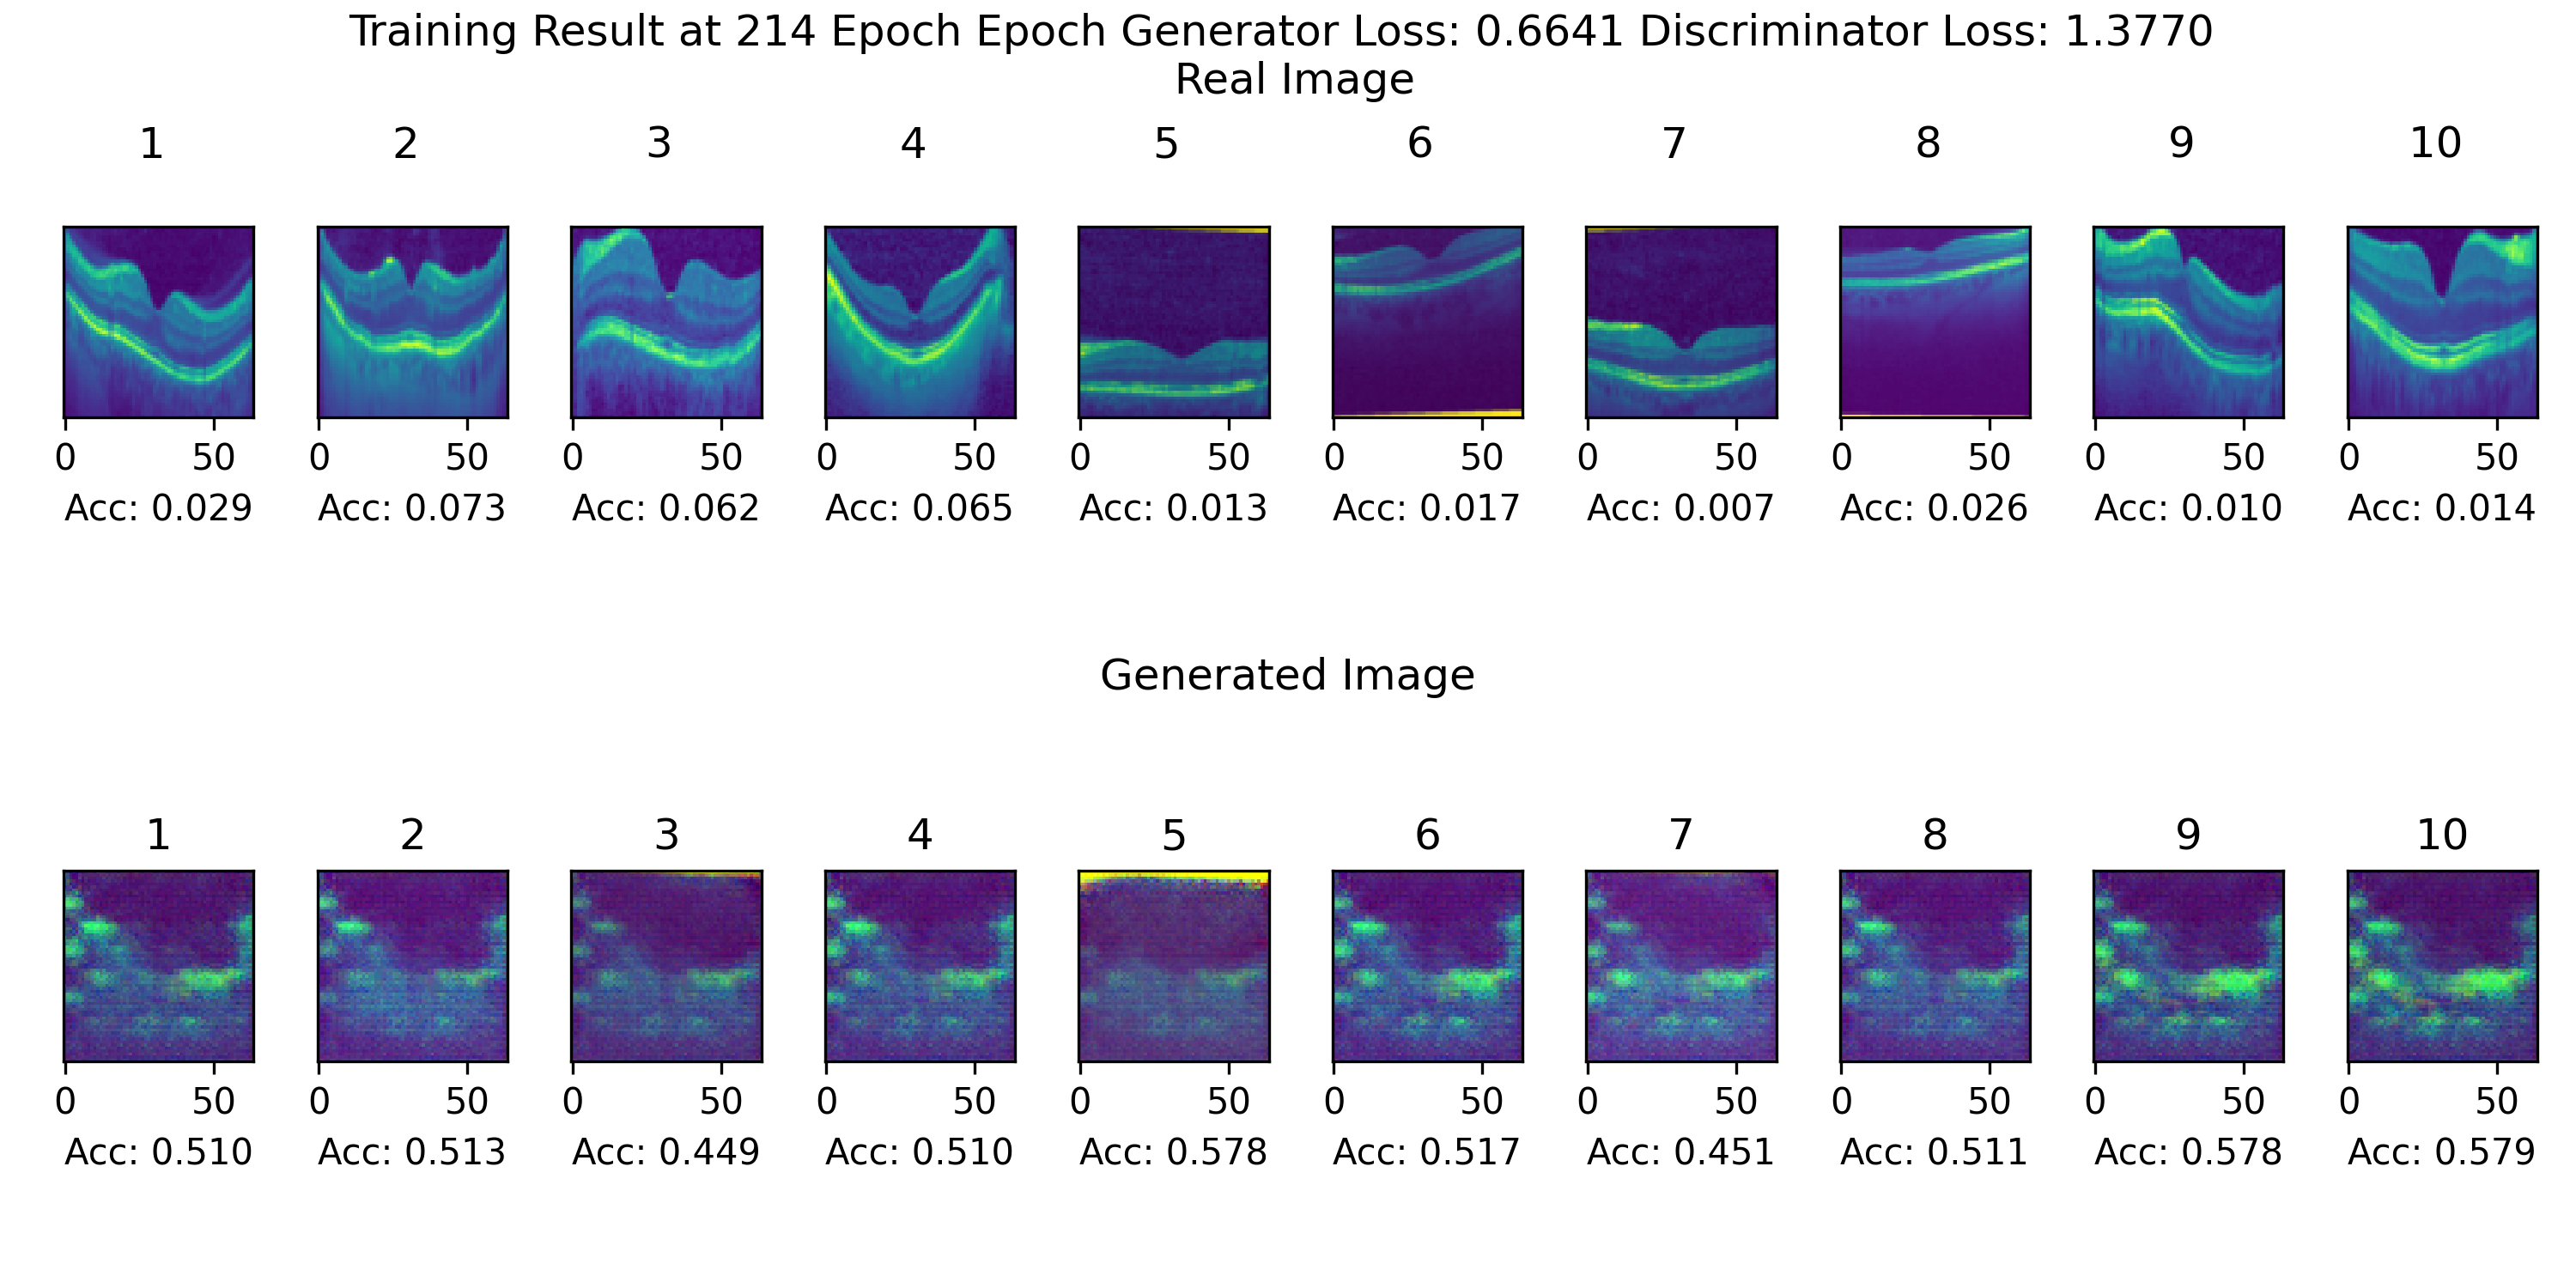 Training Result at 214 Epoch Epoch Generator Loss: 0.6641 Discriminator Loss: 1.3770
Real Image
1 2 3 4 5 6 7 8 9 10
0 50 0 50 0 50 0 50 0 50 0 50 0 50 0 50 0 50 0 50
Acc: 0.029 Acc: 0.073 Acc: 0.062 Acc: 0.065 Acc: 0.013 Acc: 0.017 Acc: 0.007 Acc: 0.026 Acc: 0.010 Acc: 0.014
Generated Image
1 2 3 4 5 6 7 8 9 10
0 50 0 50 0 50 0 50 0 50 0 50 0 50 0 50 0 50 0 50
Acc: 0.510 Acc: 0.513 Acc: 0.449 Acc: 0.510 Acc: 0.578 Acc: 0.517 Acc: 0.451 Acc: 0.511 Acc: 0.578 Acc: 0.579